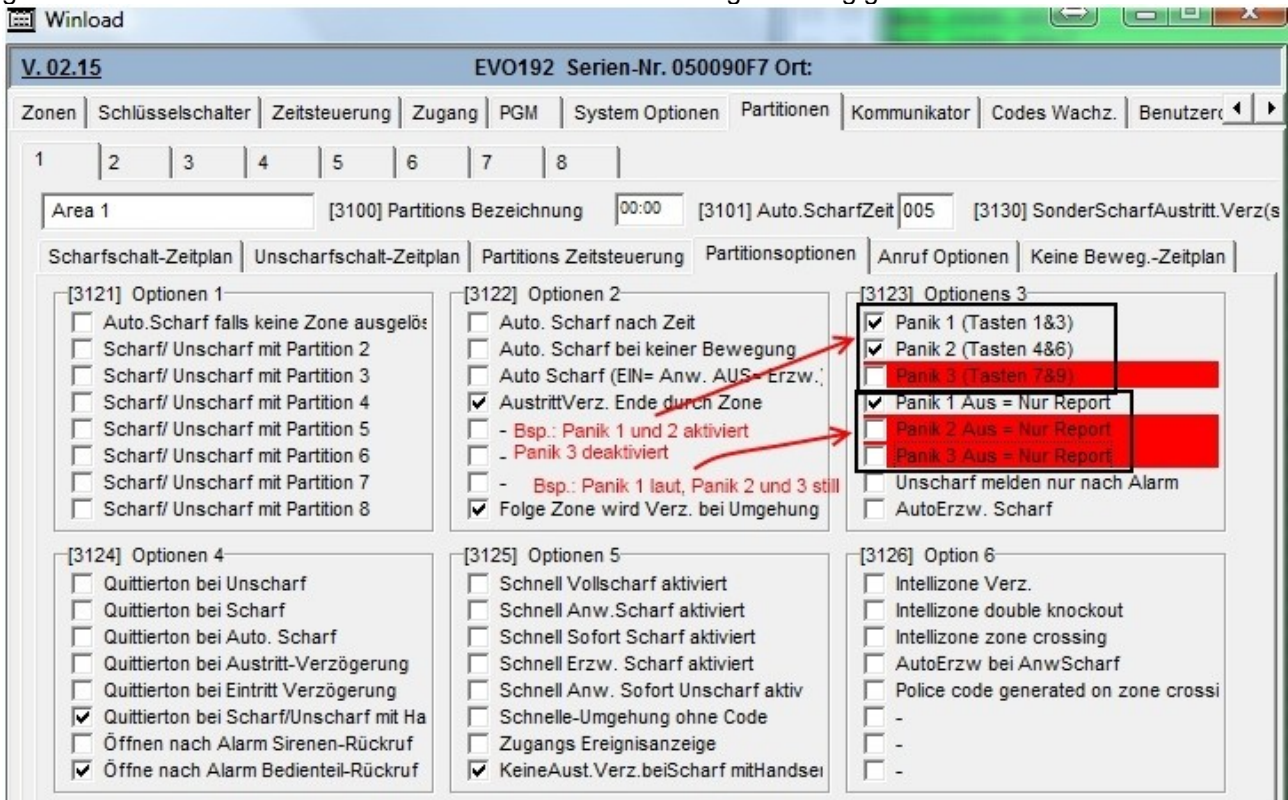 Winload
V. 02.15 EVO192 Serien-Nr. 050090F7 Ort:
Zonen Schlüsselschalter Zeitsteuerung Zugang PGM System Optionen Partitionen Kommunikator Codes Wachz. Benutzerc
1 2 3 4 5 6 7 8
Area 1 [3100] Partitions Bezeichnung 00:00 [3101] Auto.ScharfZeit 005 [3130] SonderScharfAustritt.Verz(s
Scharfschalt-Zeitplan Unscharfschalt-Zeitplan Partitions Zeitsteuerung Partitionsoptionen Anruf Optionen Keine Beweg.-Zeitplan
[3121] Optionen 1
Auto.Scharf falls keine Zone ausgelös
Scharf/ Unscharf mit Partition 2
Scharf/ Unscharf mit Partition 3
Scharf/ Unscharf mit Partition 4
Scharf/ Unscharf mit Partition 5
Scharf/ Unscharf mit Partition 6
Scharf/ Unscharf mit Partition 7
Scharf/ Unscharf mit Partition 8
[3122] Optionen 2
Auto. Scharf nach Zeit
Auto. Scharf bei keiner Bewegung
Auto Scharf (EIN= Anw. AUS= Erzw.)
AustrittVerz. Ende durch Zone
- Bsp.: Panik 1 und 2 aktiviert
- Panik 3 deaktiviert
- Bsp.: Panik 1 laut, Panik 2 und 3 still
Folge Zone wird Verz. bei Umgehung
[3123] Optionens 3
Panik 1 (Tasten 1&3)
Panik 2 (Tasten 4&6)
Panik 3 (Tasten 7&9)
Panik 1 Aus = Nur Report
Panik 2 Aus = Nur Report
Panik 3 Aus = Nur Report
Unscharf melden nur nach Alarm
AutoErzw. Scharf
[3124] Optionen 4
Quittierton bei Unscharf
Quittierton bei Scharf
Quittierton bei Auto. Scharf
Quittierton bei Austritt-Verzögerung
Quittierton bei Eintritt Verzögerung
Quittierton bei Scharf/Unscharf mit Ha
Öffnen nach Alarm Sirenen-Rückruf
Öffne nach Alarm Bedienteil-Rückruf
[3125] Optionen 5
Schnell Vollscharf aktiviert
Schnell Anw.Scharf aktiviert
Schnell Sofort Scharf aktiviert
Schnell Erzw. Scharf aktiviert
Schnell Anw. Sofort Unscharf aktiv
Schnelle-Umgehung ohne Code
Zugangs Ereignisanzeige
KeineAust.Verz.beiScharf mitHandsei
[3126] Option 6
Intellizone Verz.
Intellizone double knockout
Intellizone zone crossing
AutoErzw bei AnwScharf
Police code generated on zone crossi
-
-
-